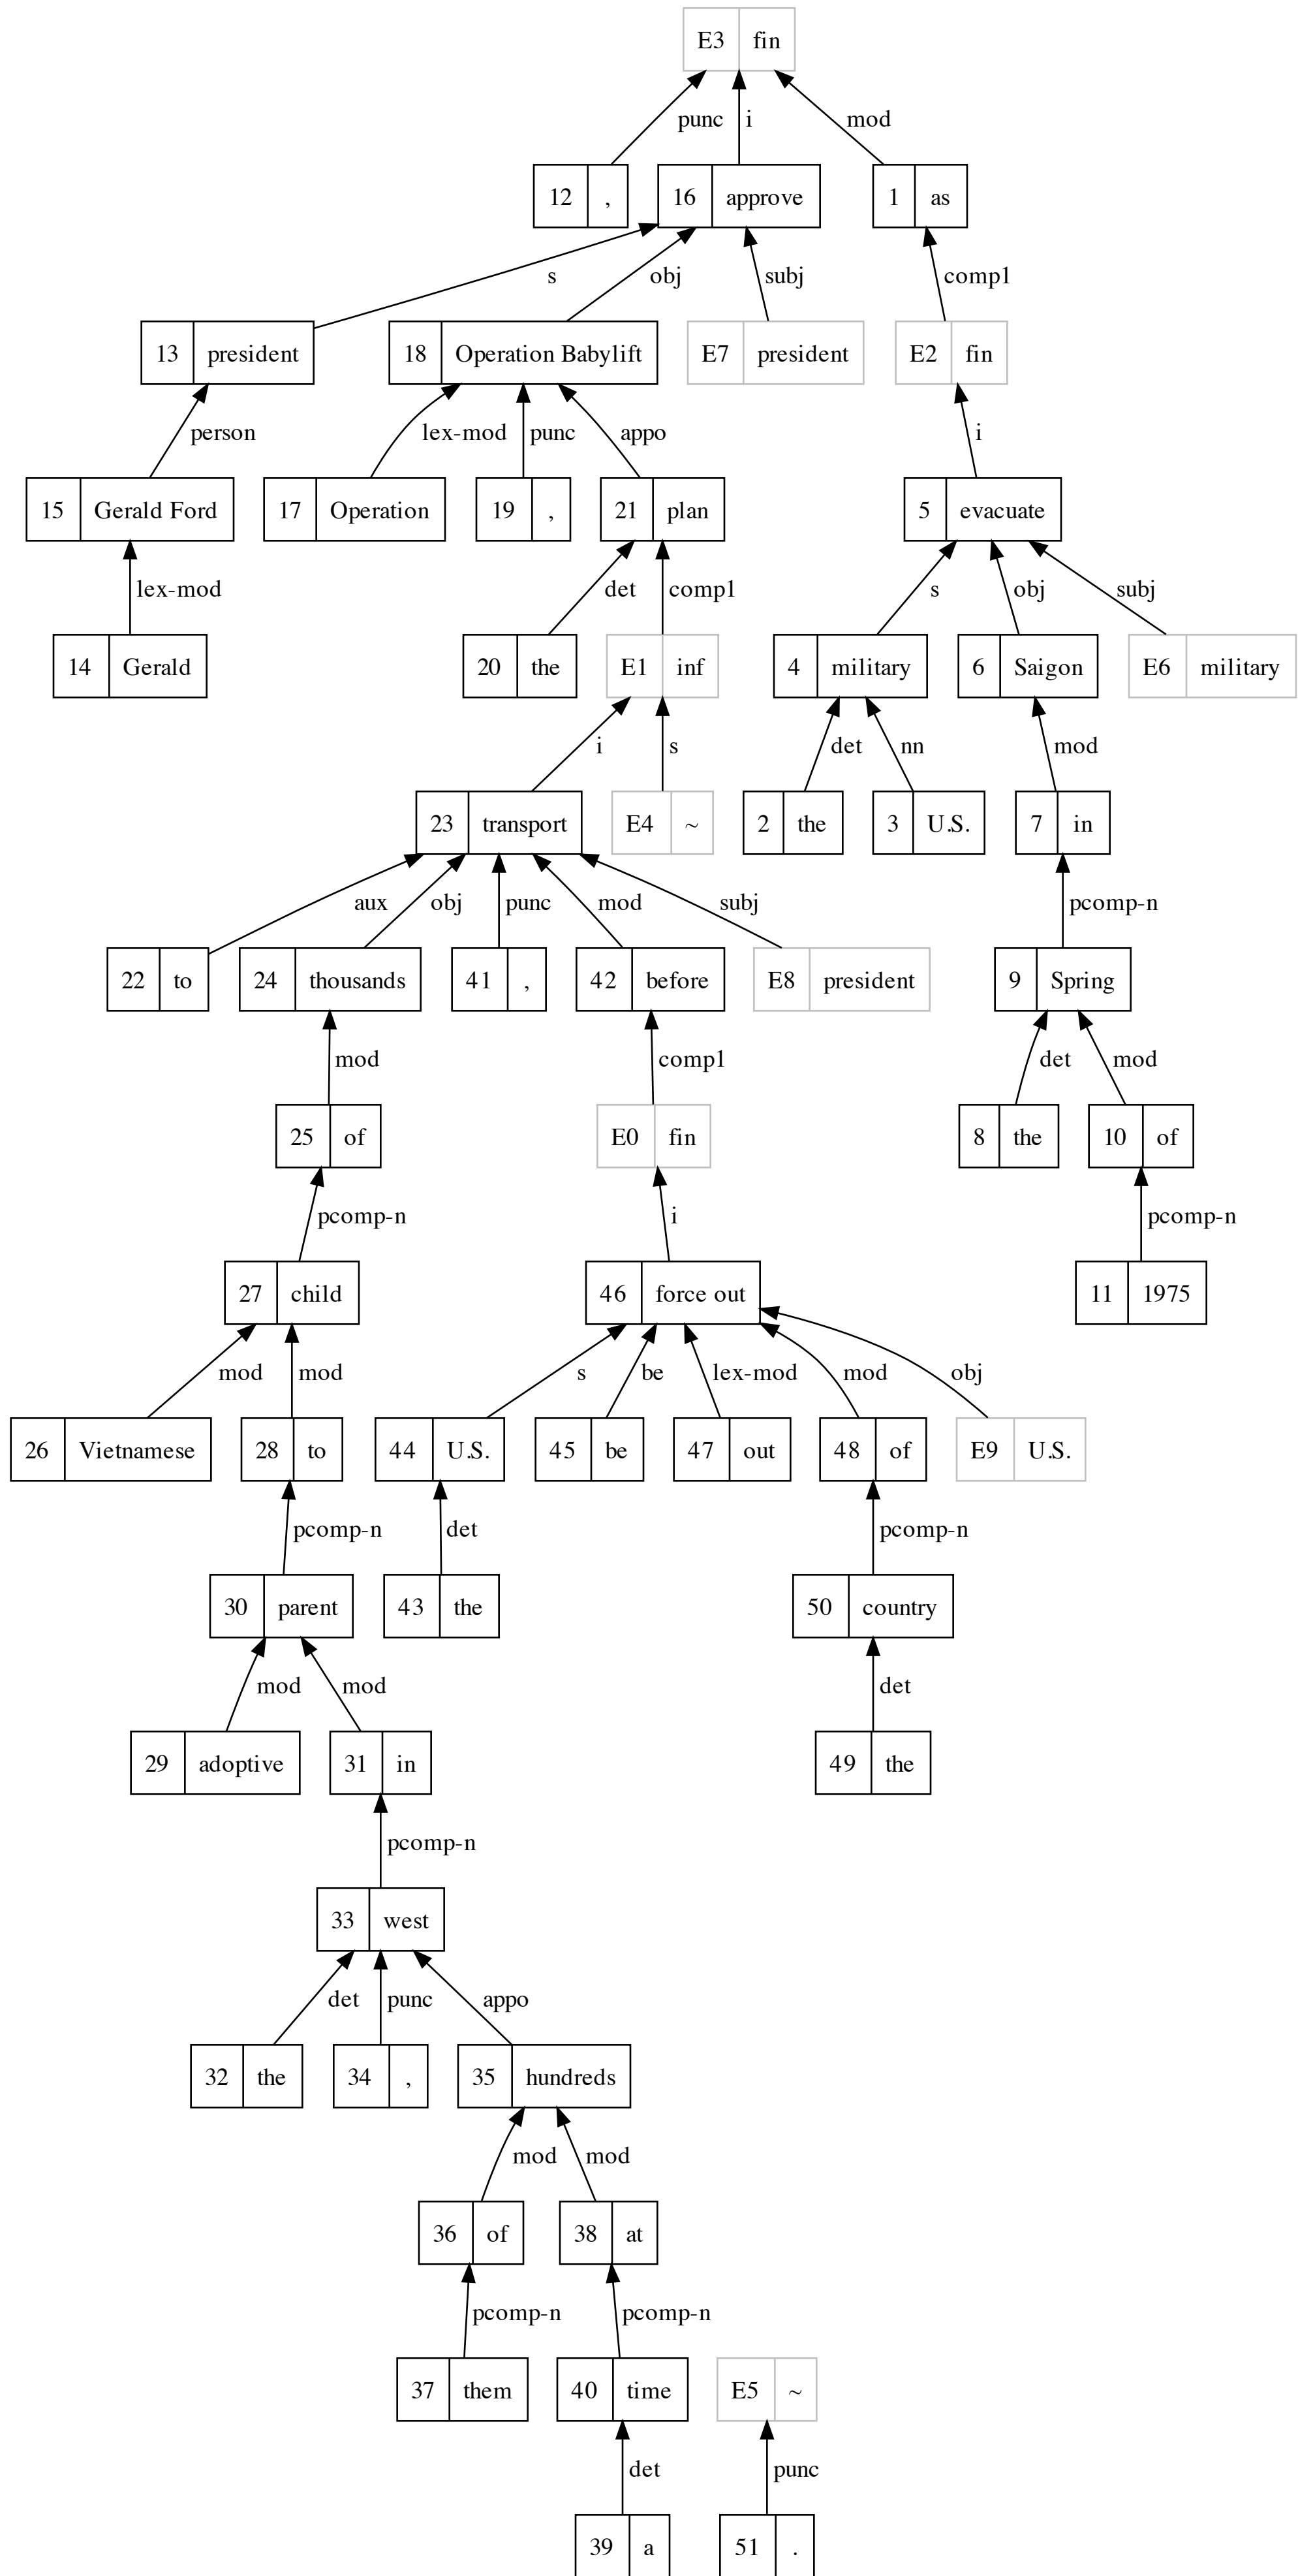 E3 fin
punc i mod
12 , 16 approve 1 as
s obj subj comp1
13 president 18 Operation Babylift E7 president E2 fin
person lex-mod punc appo i
15 Gerald Ford 17 Operation 19 , 21 plan 5 evacuate
lex-mod det comp1 s obj subj
14 Gerald 20 the E1 inf 4 military 6 Saigon E6 military
i s det nn mod
23 transport E4 ~ 2 the 3 U.S. 7 in
aux obj punc mod subj pcomp-n
22 to 24 thousands 41 , 42 before E8 president 9 Spring
mod comp1 det mod
25 of E0 fin 8 the 10 of
pcomp-n i pcomp-n
27 child 46 force out 11 1975
mod mod s be lex-mod mod obj
26 Vietnamese 28 to 44 U.S. 45 be 47 out 48 of E9 U.S.
pcomp-n det pcomp-n
30 parent 43 the 50 country
mod mod det
29 adoptive 31 in 49 the
pcomp-n
33 west
det punc appo
32 the 34 , 35 hundreds
mod mod
36 of 38 at
pcomp-n pcomp-n
37 them 40 time E5 ~
det punc
39 a 51 .